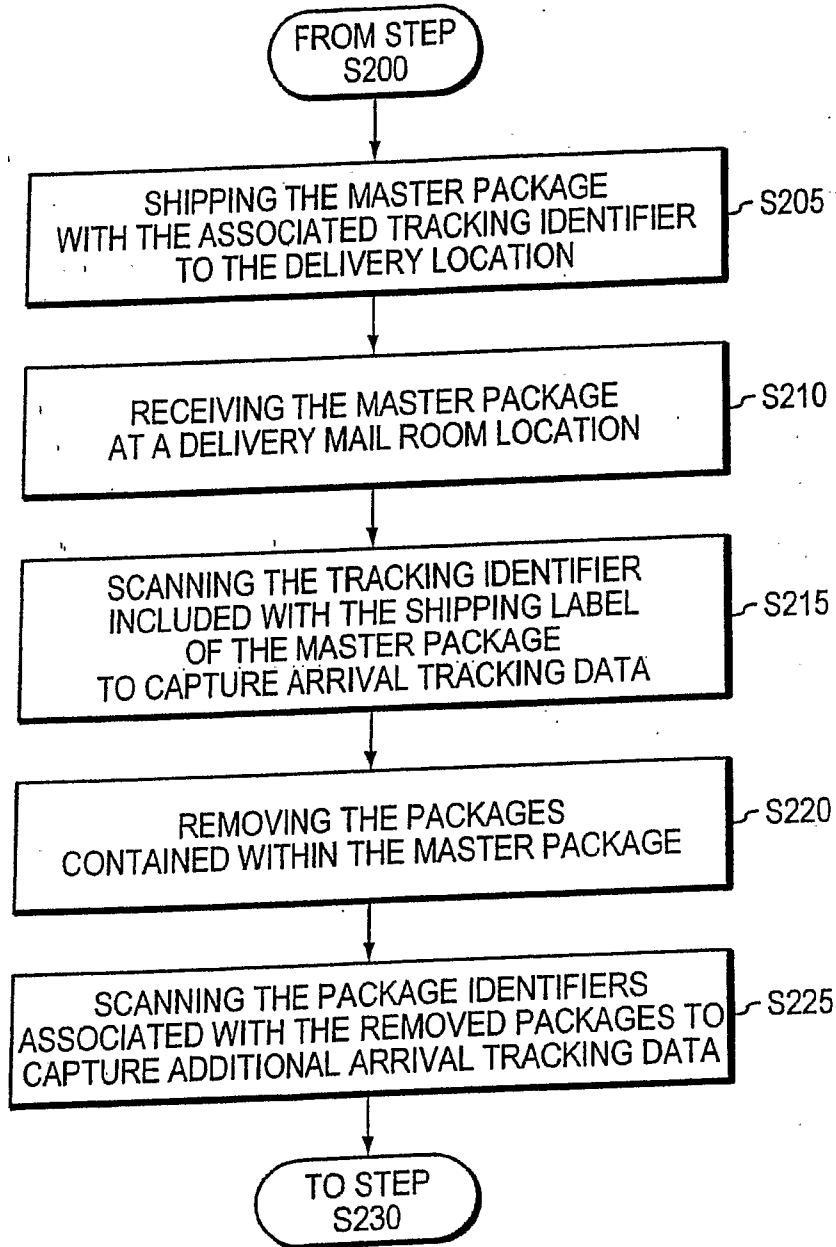 FROM STEP
S200
SHIPPING THE MASTER PACKAGE
WITH THE ASSOCIATED TRACKING IDENTIFIER
TO THE DELIVERY LOCATION
S205
RECEIVING THE MASTER PACKAGE
AT A DELIVERY MAIL ROOM LOCATION
S210
SCANNING THE TRACKING IDENTIFIER
INCLUDED WITH THE SHIPPING LABEL
OF THE MASTER PACKAGE
TO CAPTURE ARRIVAL TRACKING DATA
S215
REMOVING THE PACKAGES
CONTAINED WITHIN THE MASTER PACKAGE
S220
SCANNING THE PACKAGE IDENTIFIERS
ASSOCIATED WITH THE REMOVED PACKAGES TO
CAPTURE ADDITIONAL ARRIVAL TRACKING DATA
S225
TO STEP
S230